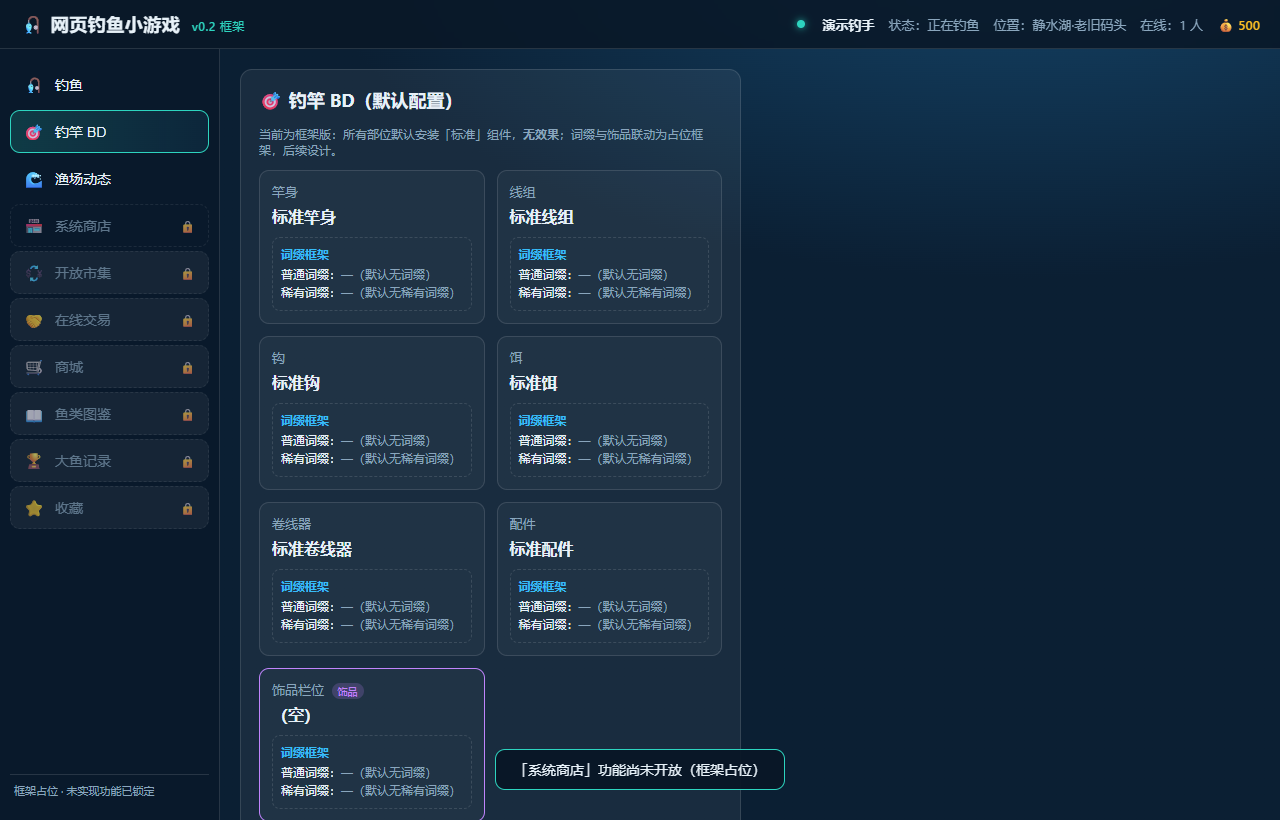 网页钓鱼小游戏 v0.2 框架
演示钓手 状态：正在钓鱼 位置：静水湖·老旧码头 在线：1 人 500
钓鱼
钓竿 BD
渔场动态
系统商店
开放市集
在线交易
商城
鱼类图鉴
大鱼记录
收藏
框架占位 · 未实现功能已锁定
钓竿 BD（默认配置）
当前为框架版：所有部位默认安装「标准」组件，无效果；词缀与饰品联动为占位框
架，后续设计。
竿身
标准竿身
词缀框架
普通词缀：—（默认无词缀）
稀有词缀：—（默认无稀有词缀）
线组
标准线组
词缀框架
普通词缀：—（默认无词缀）
稀有词缀：—（默认无稀有词缀）
钩
标准钩
词缀框架
普通词缀：—（默认无词缀）
稀有词缀：—（默认无稀有词缀）
饵
标准饵
词缀框架
普通词缀：—（默认无词缀）
稀有词缀：—（默认无稀有词缀）
卷线器
标准卷线器
词缀框架
普通词缀：—（默认无词缀）
稀有词缀：—（默认无稀有词缀）
配件
标准配件
词缀框架
普通词缀：—（默认无词缀）
稀有词缀：—（默认无稀有词缀）
饰品栏位 饰品
（空）
词缀框架
普通词缀：—（默认无词缀）
稀有词缀：—（默认无稀有词缀）
「系统商店」功能尚未开放（框架占位）